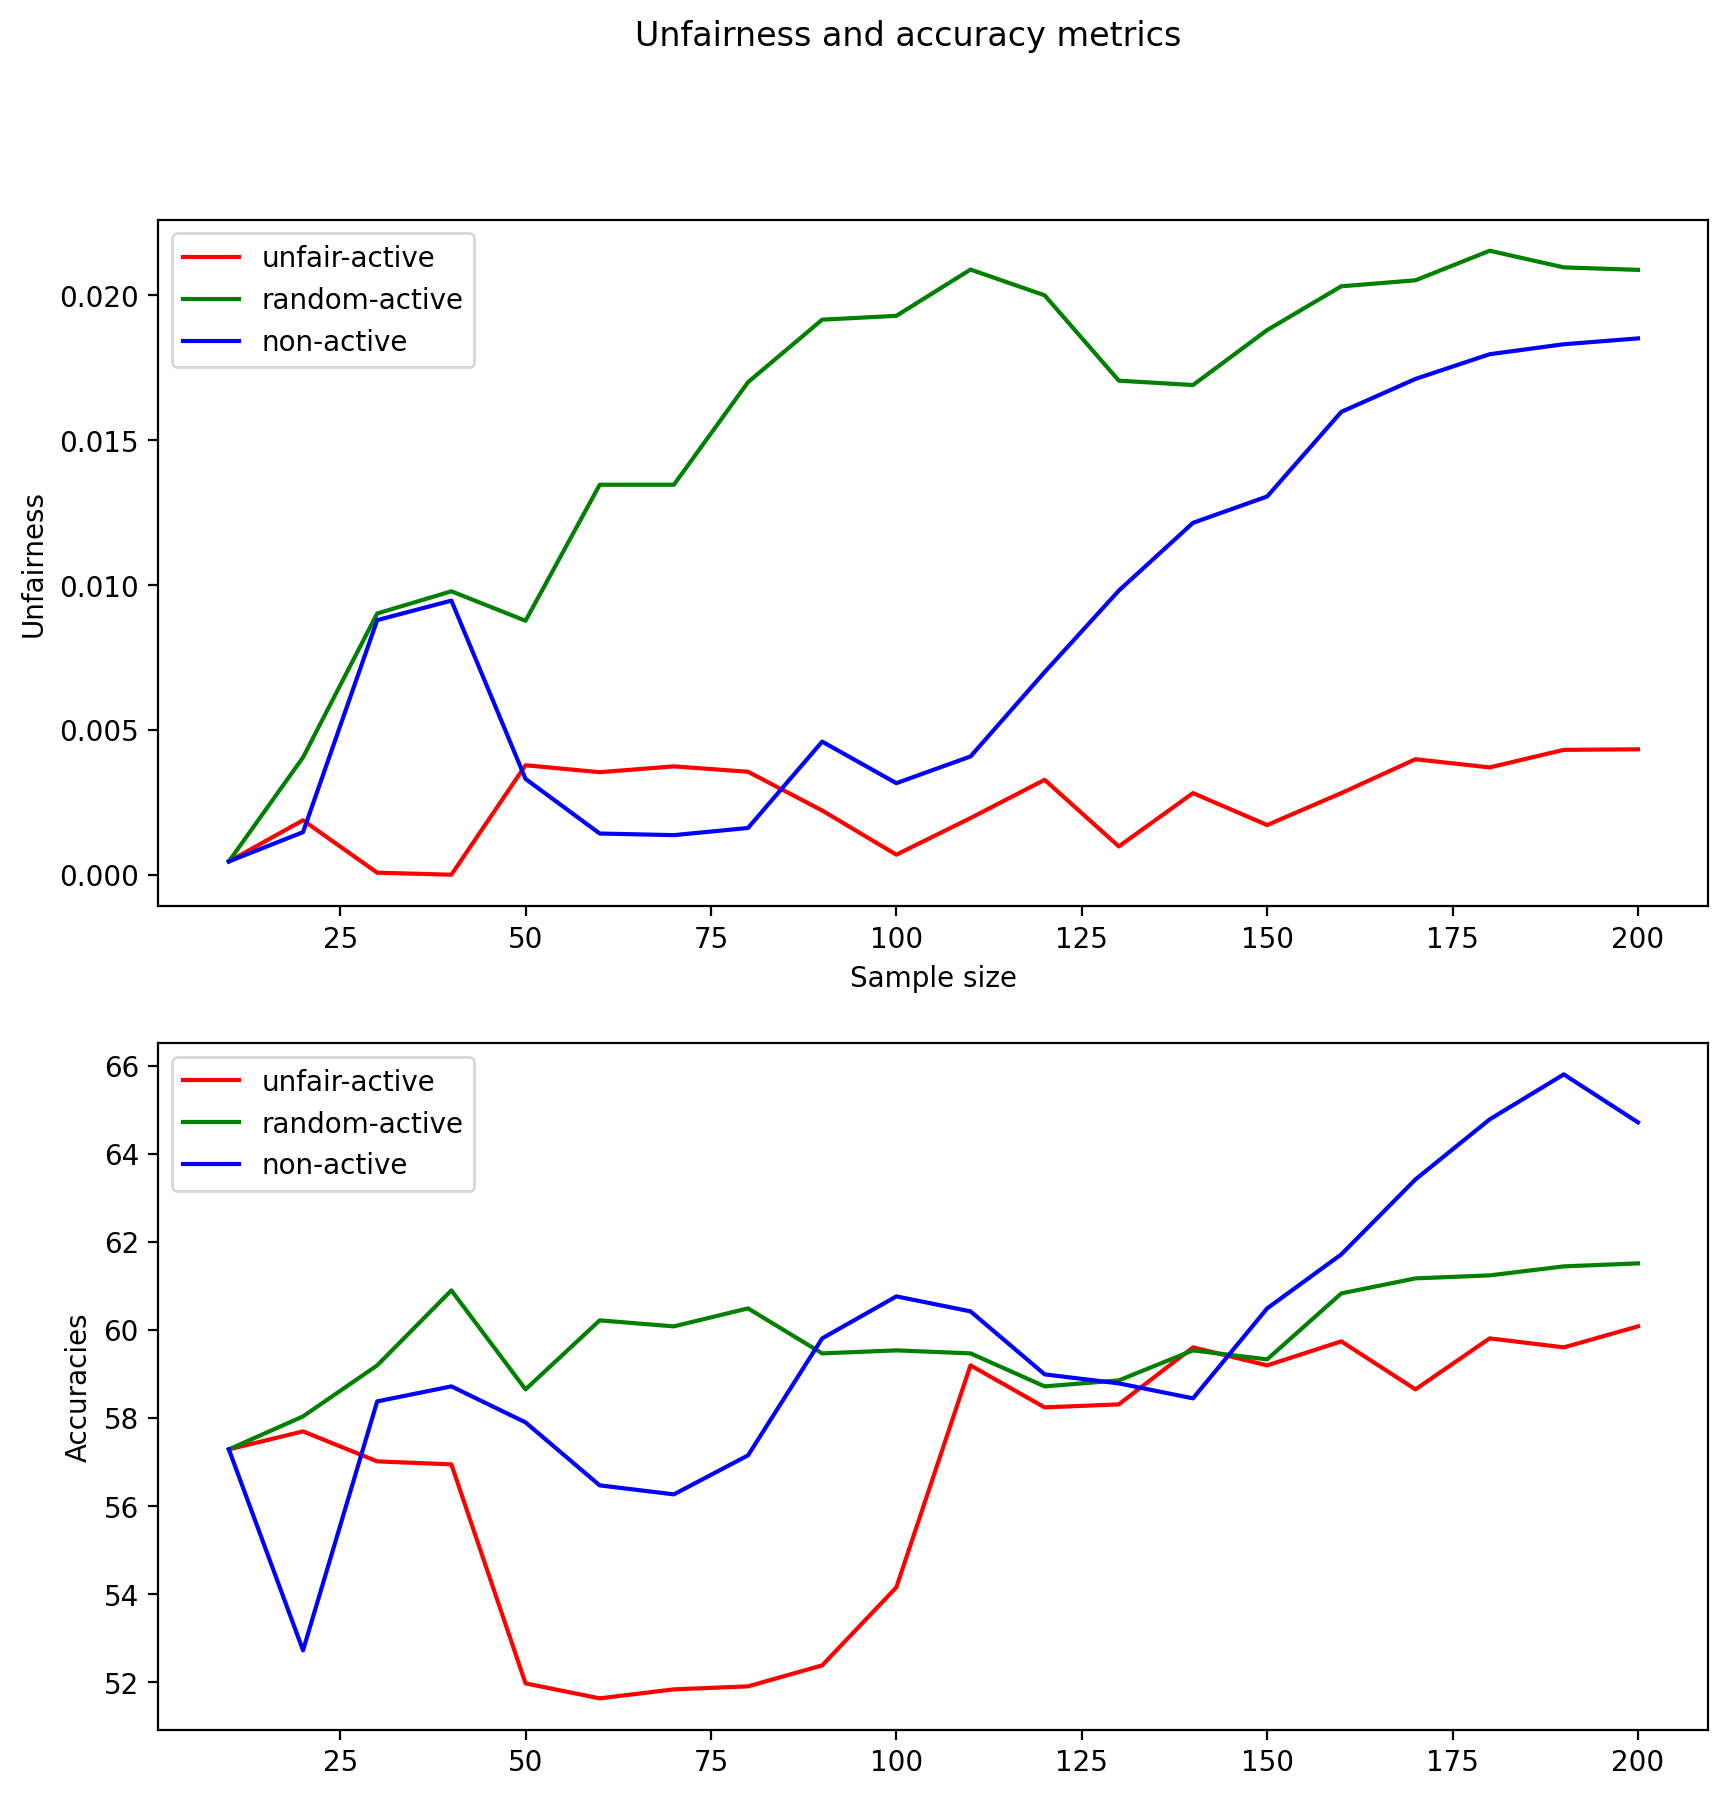 Unfairness and accuracy metrics
unfair-active
random-active
non-active
0.020
0.015
0.010
0.005
0.000
Unfairness
25 50 75 100 125 150 175 200
Sample size
unfair-active
random-active
non-active
66
64
62
60
58
56
54
52
Accuracies
25 50 75 100 125 150 175 200